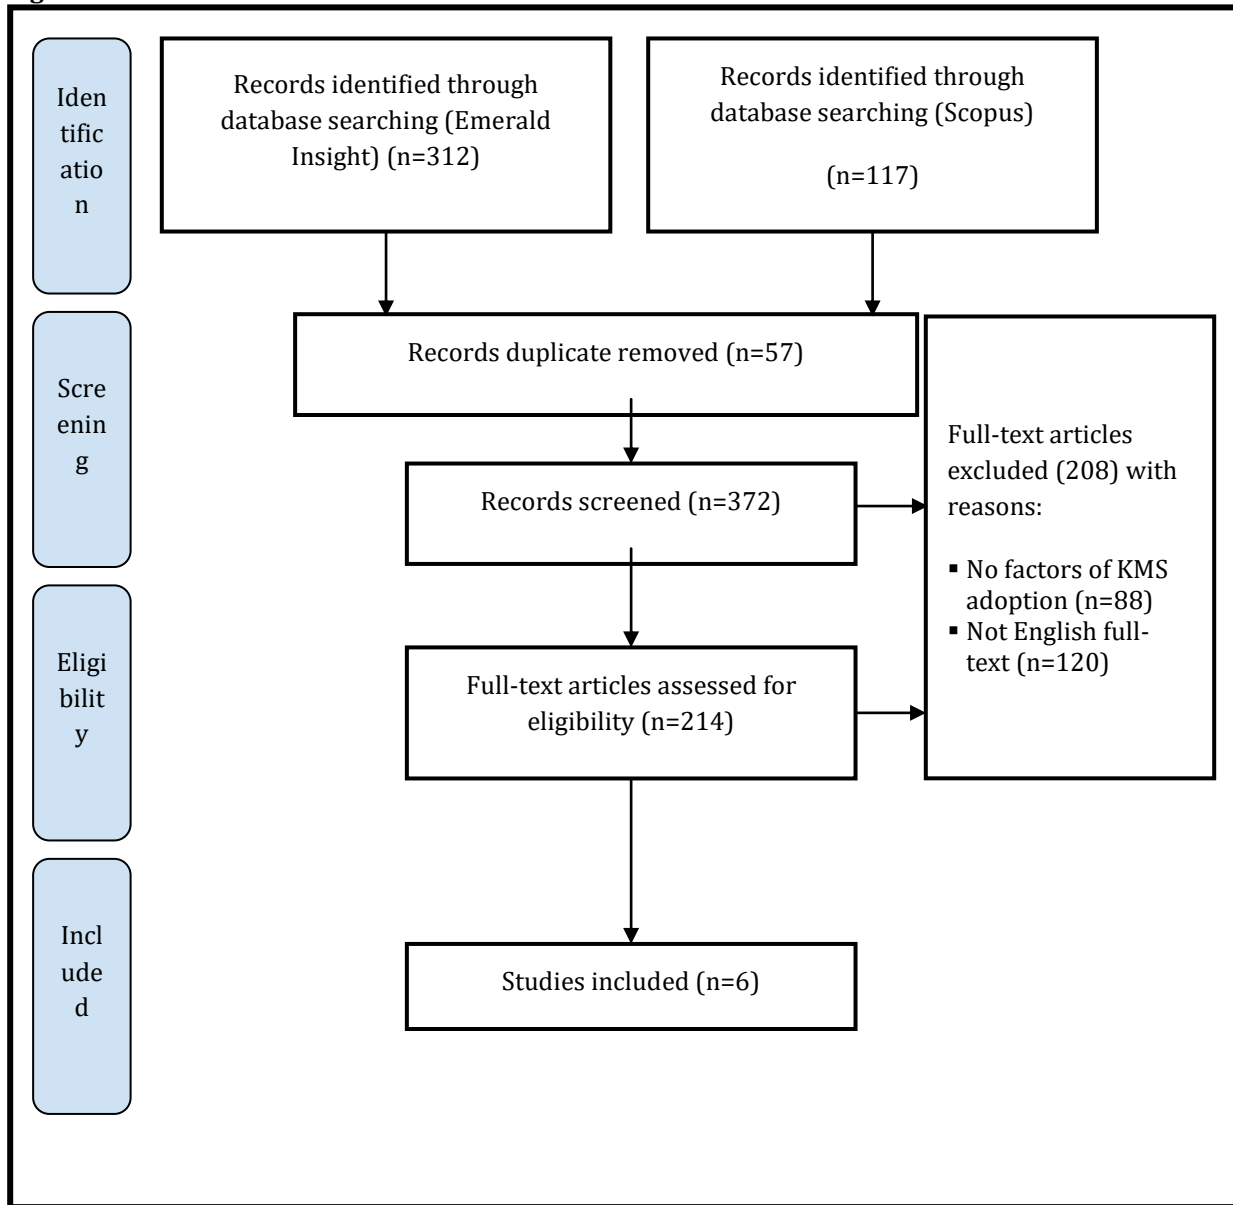 Iden
tific
atio
n
Records identified through
database searching (Emerald
Insight) (n=312)
Records identified through
database searching (Scopus)
(n=117)
Scre
enin
g
Records duplicate removed (n=57)
Records screened (n=372)
Full-text articles
excluded (208) with
reasons:
▪ No factors of KMS
adoption (n=88)
▪ Not English full-
text (n=120)
Eligi
bilit
y
Full-text articles assessed for
eligibility (n=214)
Incl
ude
d
Studies included (n=6)